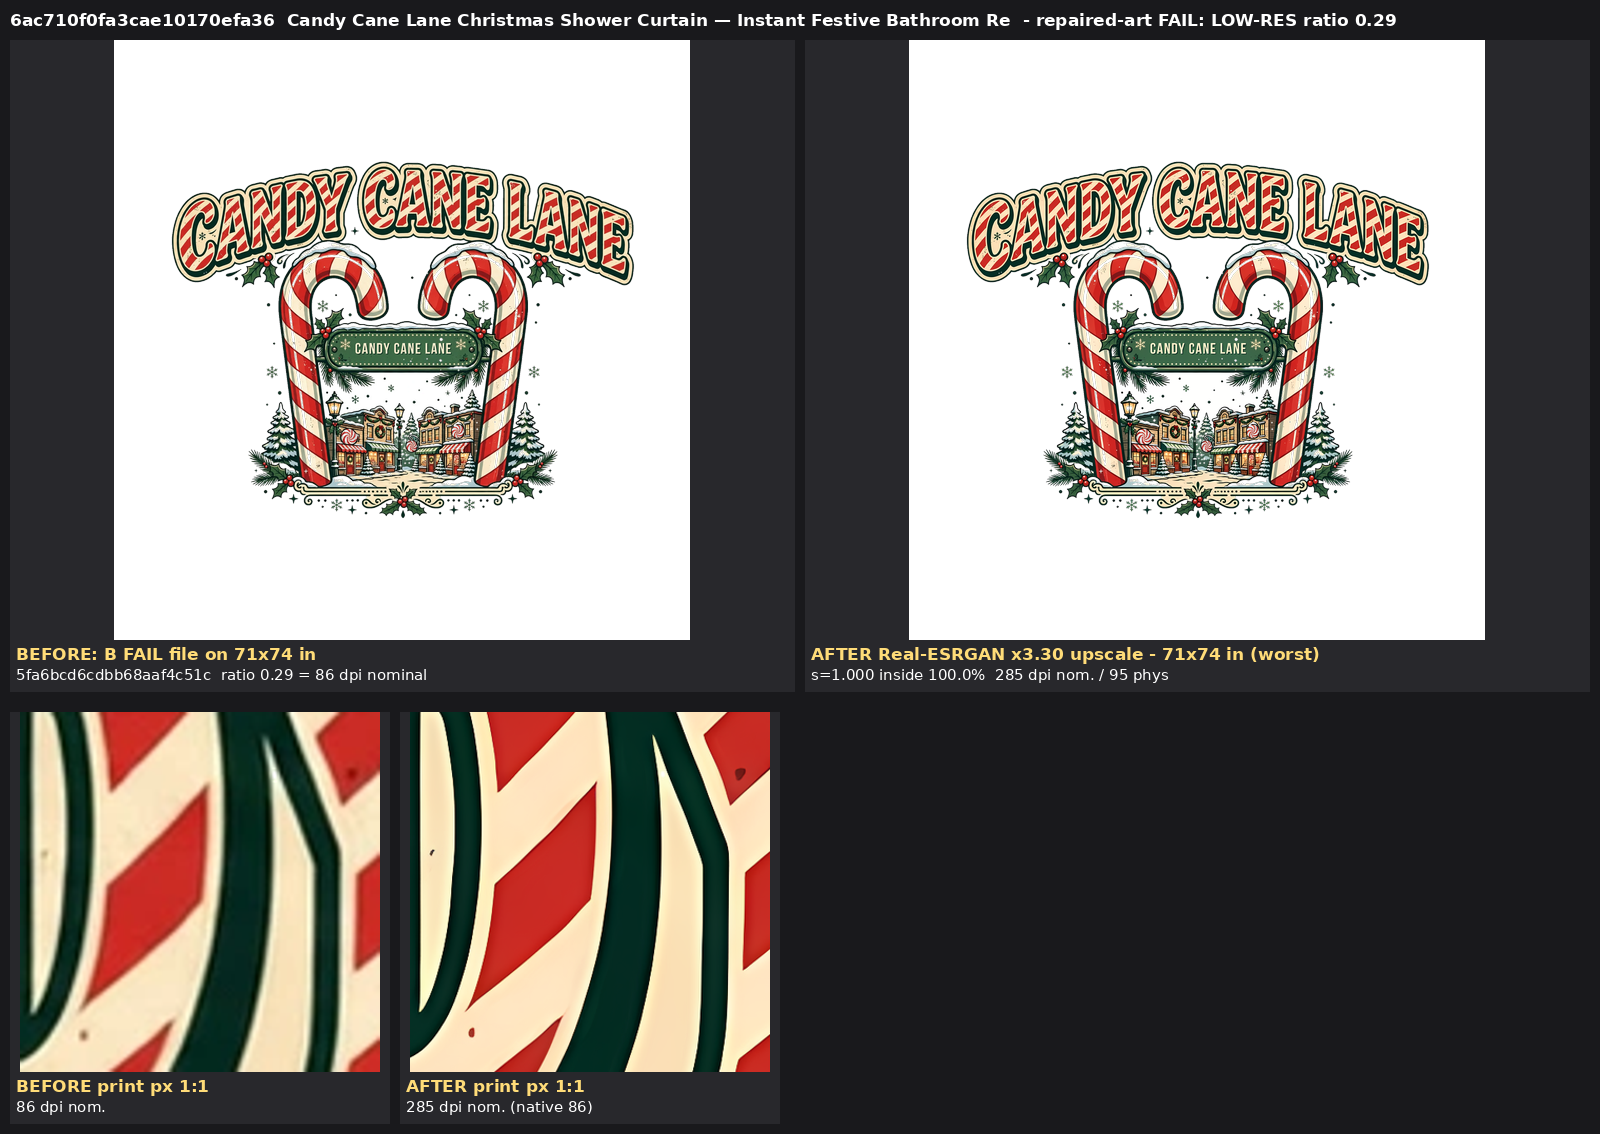 6ac710f0fa3cae10170efa36 Candy Cane Lane Christmas Shower Curtain — Instant Festive Bathroom Re - repaired-art FAIL: LOW-RES ratio 0.29
CANDY CANE LANE
CANDY CANE LANE
CANDY CANE LANE
CANDY CANE LANE
BEFORE: B FAIL file on 71x74 in
5fa6bcd6cdbb68aaf4c51c ratio 0.29 = 86 dpi nominal
AFTER Real-ESRGAN x3.30 upscale - 71x74 in (worst)
s=1.000 inside 100.0% 285 dpi nom. / 95 phys
BEFORE print px 1:1
86 dpi nom.
AFTER print px 1:1
285 dpi nom. (native 86)